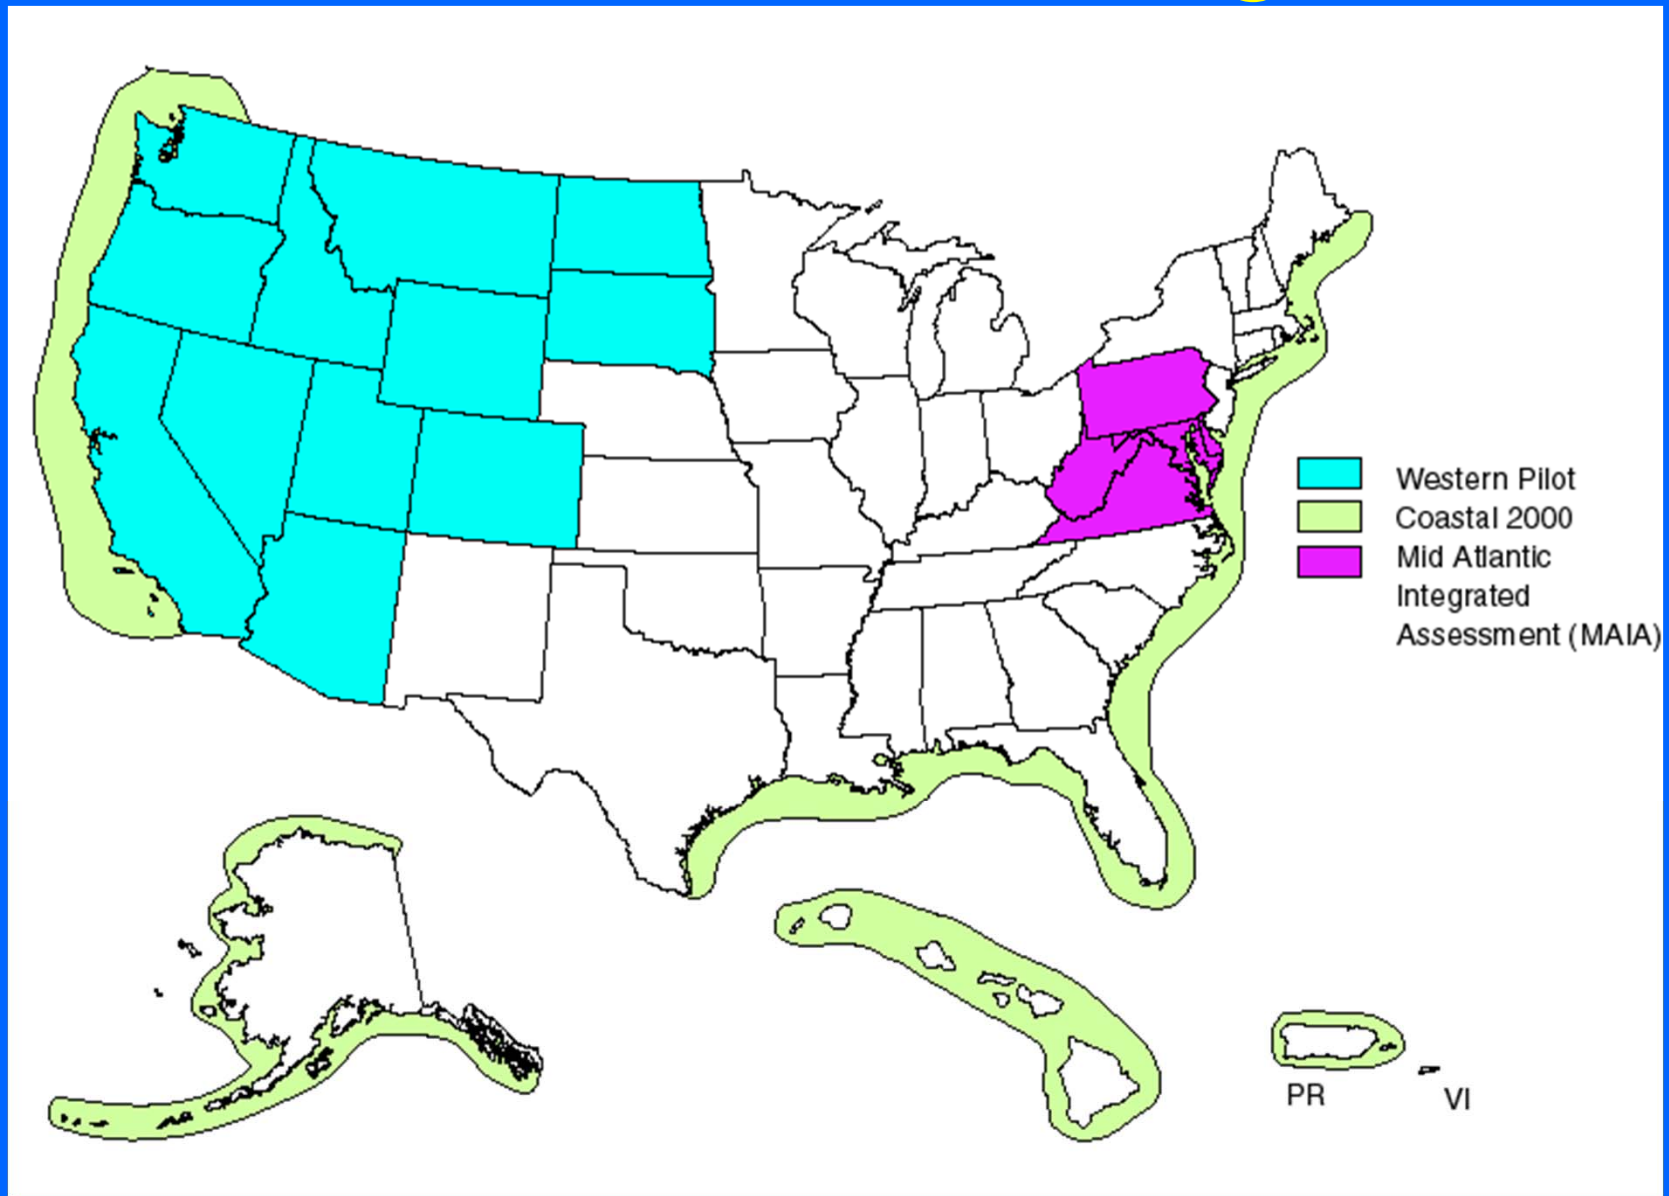 Western Pilot
Coastal 2000
Mid Atlantic
Integrated
Assessment (MAIA)
PR
VI